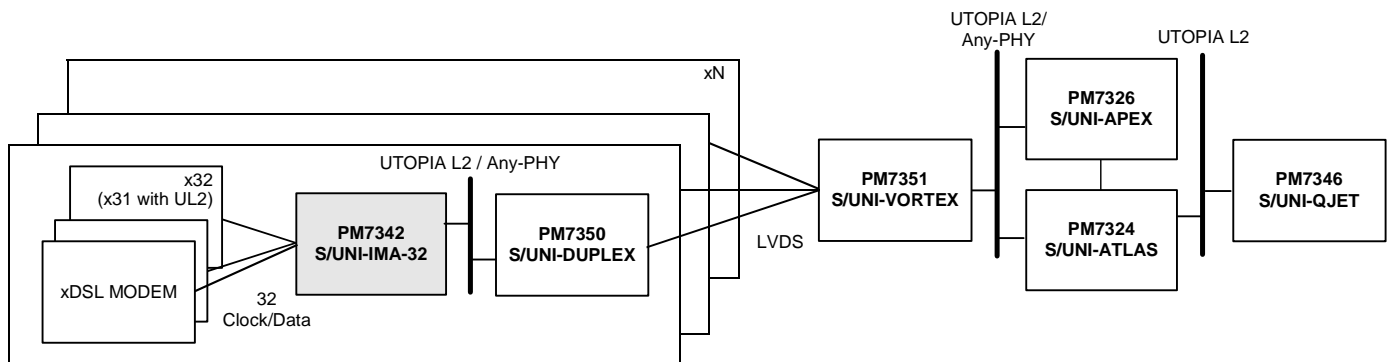 xN
x32
(x31 with UL2)
xDSL MODEM
32
Clock/Data
PM7342
S/UNI-IMA-32
UTOPIA L2 / Any-PHY
PM7350
S/UNI-DUPLEX
LVDS
PM7351
S/UNI-VORTEX
UTOPIA L2/
Any-PHY
PM7326
S/UNI-APEX
PM7324
S/UNI-ATLAS
UTOPIA L2
PM7346
S/UNI-QJET